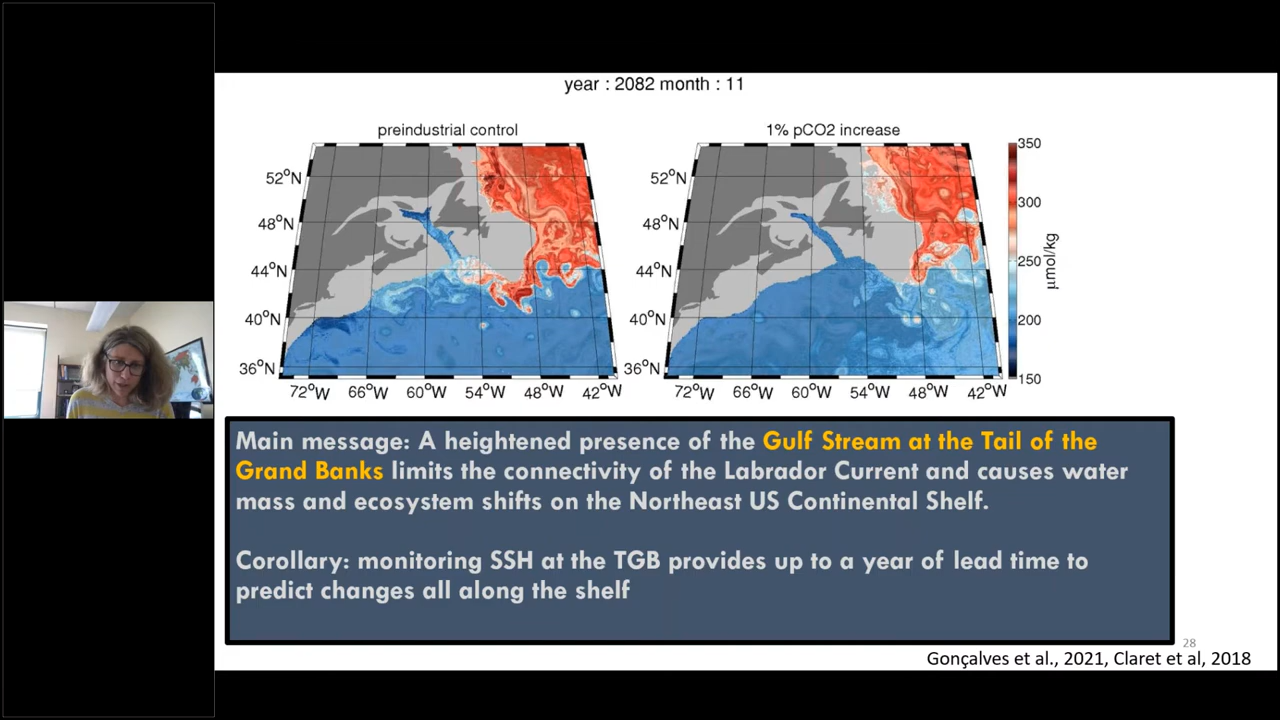 year : 2082 month : 11
preindustrial control
1% pCO2 increase
52°N
48°N
44°N
40°N
36°N
72°W 66°W 60°W 54°W 48°W 42°W
52°N
48°N
44°N
40°N
36°N
72°W 66°W 60°W 54°W 48°W 42°W
350
300
250
200
150
µmol/kg
Main message: A heightened presence of the Gulf Stream at the Tail of the
Grand Banks limits the connectivity of the Labrador Current and causes water
mass and ecosystem shifts on the Northeast US Continental Shelf.
Corollary: monitoring SSH at the TGB provides up to a year of lead time to
predict changes all along the shelf
28
Gonçalves et al., 2021, Claret et al, 2018